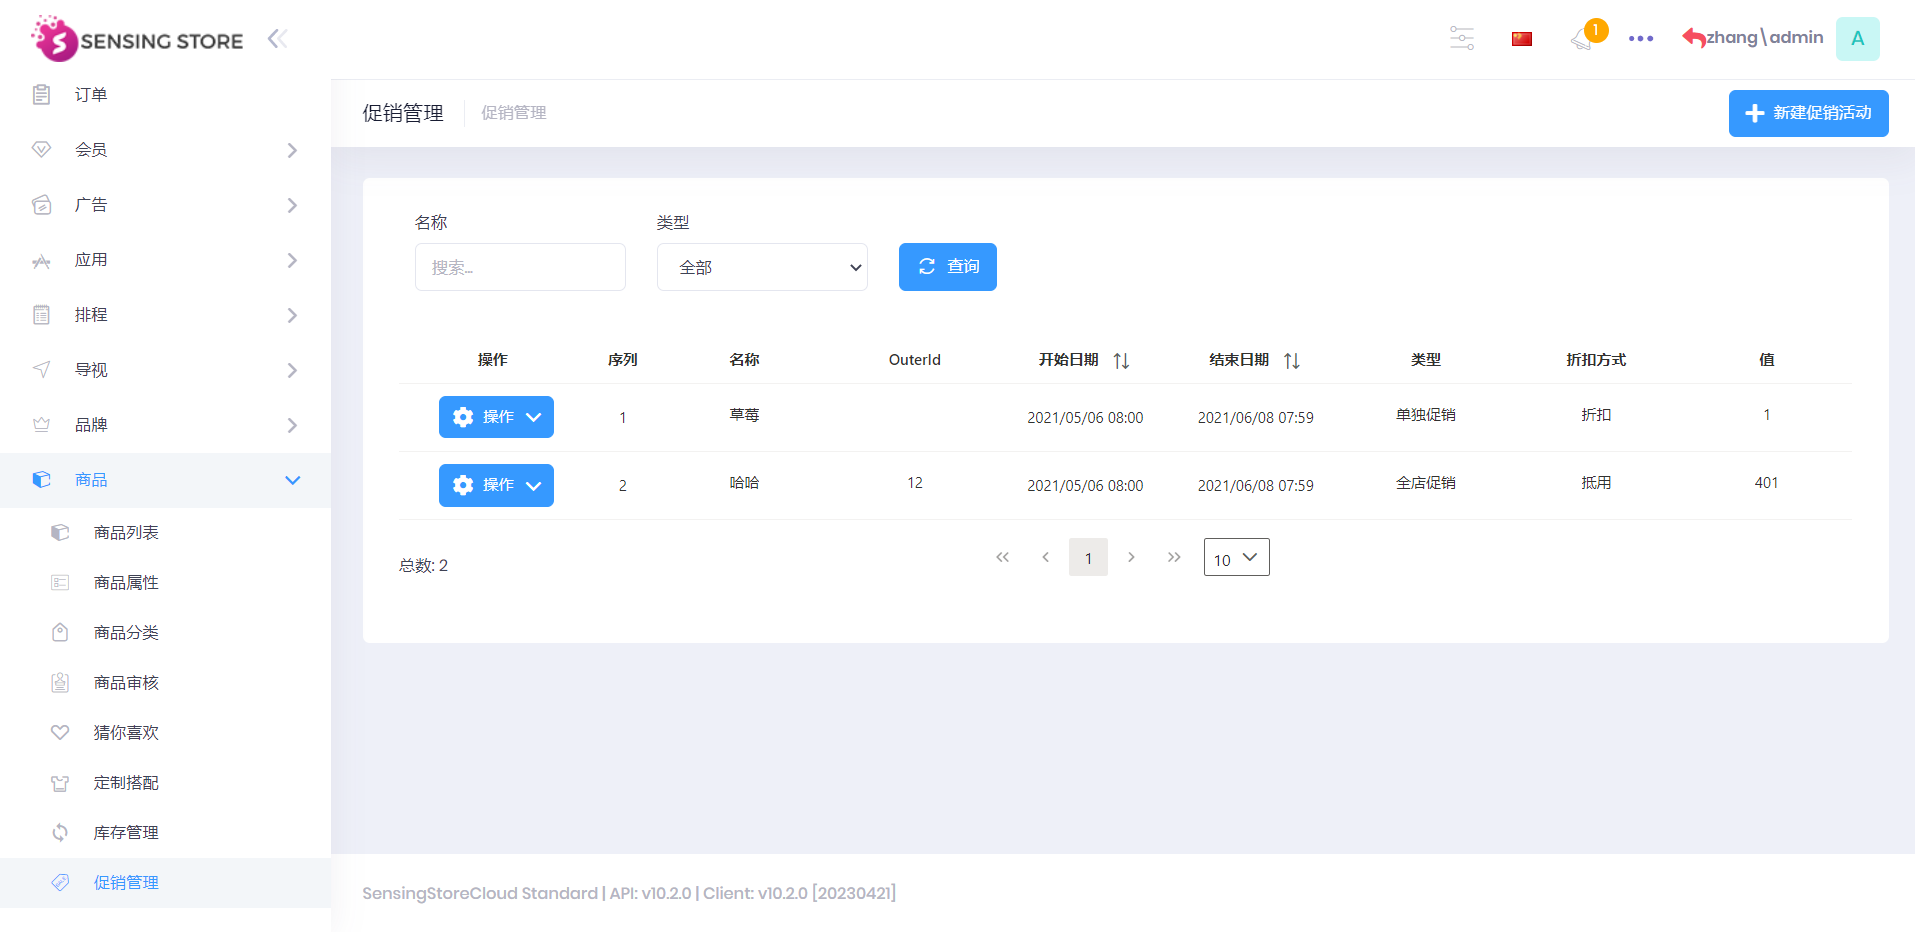 SENSING STORE
1
zhang\admin
A
订单
会员
广告
应用
排程
导视
品牌
商品
商品列表
商品属性
商品分类
商品审核
猜你喜欢
定制搭配
库存管理
促销管理
促销管理 促销管理
新建促销活动
名称 类型
搜索... 全部 查询
操作 序列 名称 OuterId 开始日期 结束日期 类型 折扣方式 值
操作 1 草莓 2021/05/06 08:00 2021/06/08 07:59 单独促销 折扣 1
操作 2 哈哈 12 2021/05/06 08:00 2021/06/08 07:59 全店促销 抵用 401
总数: 2 1 10
SensingStoreCloud Standard | API: v10.2.0 | Client: v10.2.0 [20230421]